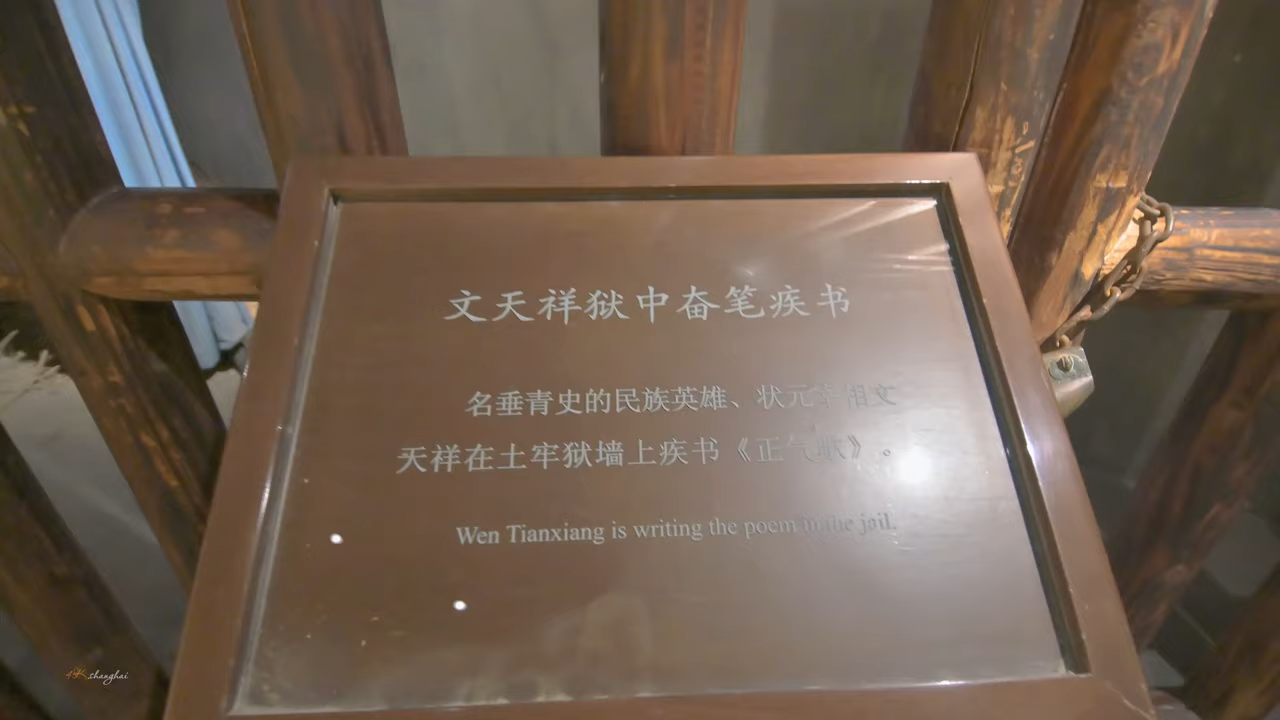 文天祥狱中奋笔疾书
名垂青史的民族英雄、状元宰相文
天祥在土牢狱墙上疾书《正气歌》。
Wen Tianxiang is writing the poem in the jail.
4K.shanghai